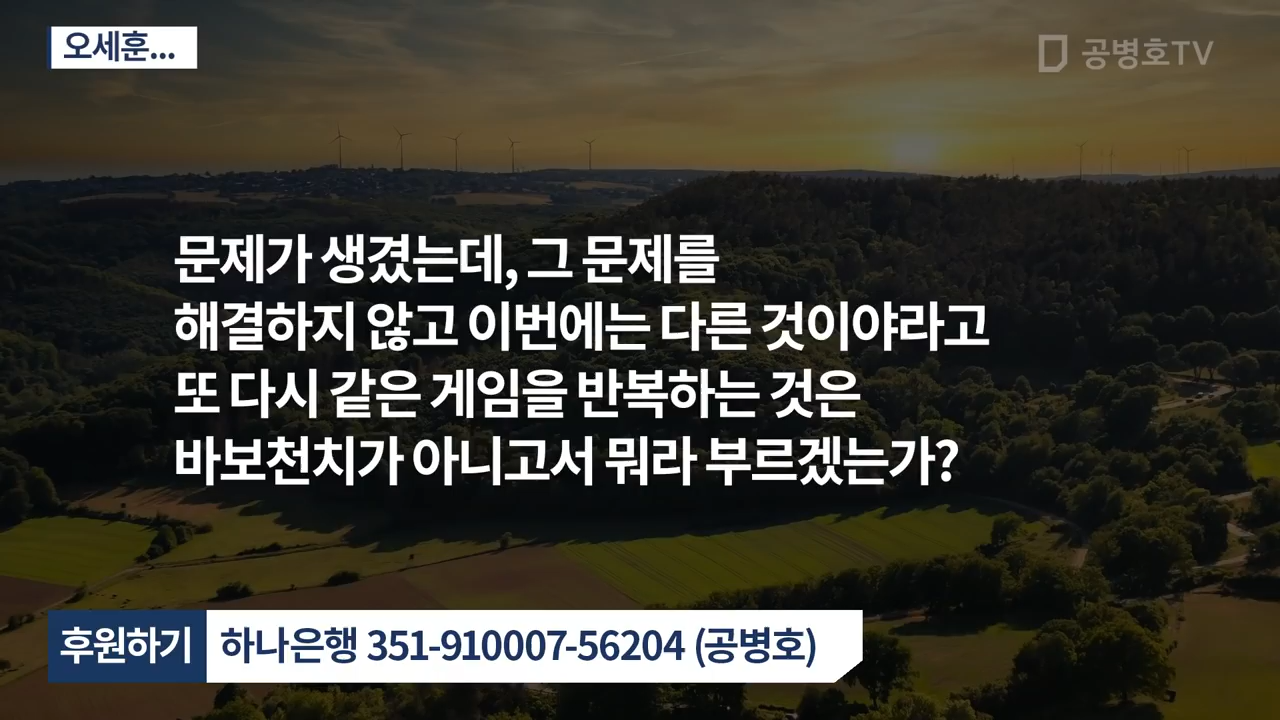 오세훈...
공병호TV
문제가 생겼는데, 그 문제를
해결하지 않고 이번에는 다른 것이야라고
또 다시 같은 게임을 반복하는 것은
바보천치가 아니고서 뭐라 부르겠는가?
후원하기 하나은행 351-910007-56204 (공병호)